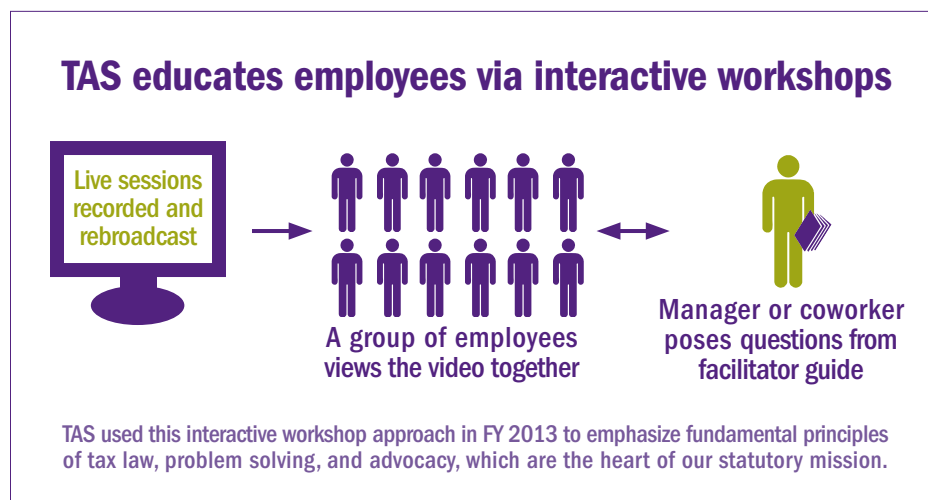 TAS educates employees via interactive workshops
Live sessions
recorded and
rebroadcast
A group of employees
views the video together
Manager or coworker
poses questions from
facilitator guide
TAS used this interactive workshop approach in FY 2013 to emphasize fundamental principles
of tax law, problem solving, and advocacy, which are the heart of our statutory mission.